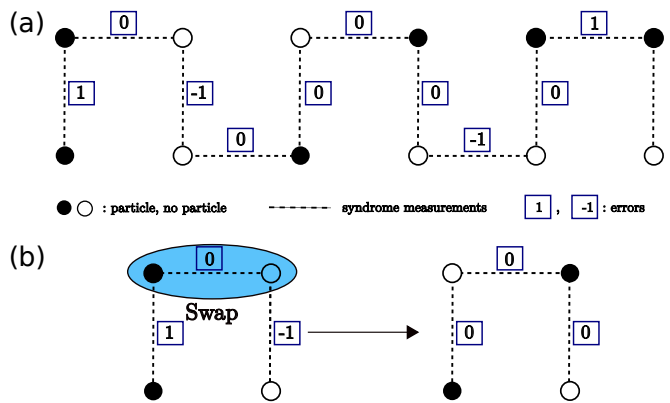 (a)
0 0 1
1 -1 0 0 0
0 -1
: particle, no particle syndrome measurements 1 , -1 : errors
(b)
0 0
Swap
1 -1 0 0